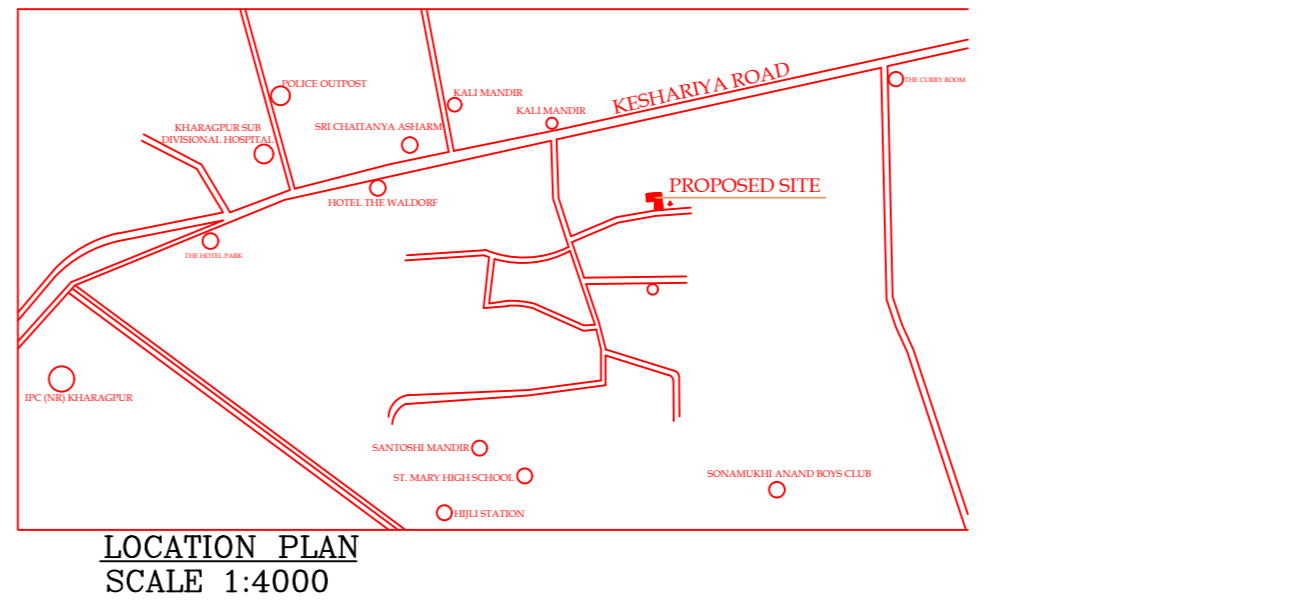 KESHARIYA ROAD
THE CURRY ROOM
POLICE OUTPOST
KALI MANDIR
KALI MANDIR
KHARAGPUR SUB
DIVISIONAL HOSPITAL
SRI CHAITANYA ASHARM
PROPOSED SITE
HOTEL THE WALDORF
THE HOTEL PARK
IPC (NR) KHARAGPUR
SANTOSHI MANDIR
ST. MARY HIGH SCHOOL
SONAMUKHI ANAND BOYS CLUB
HIJLI STATION
LOCATION PLAN
SCALE 1:4000